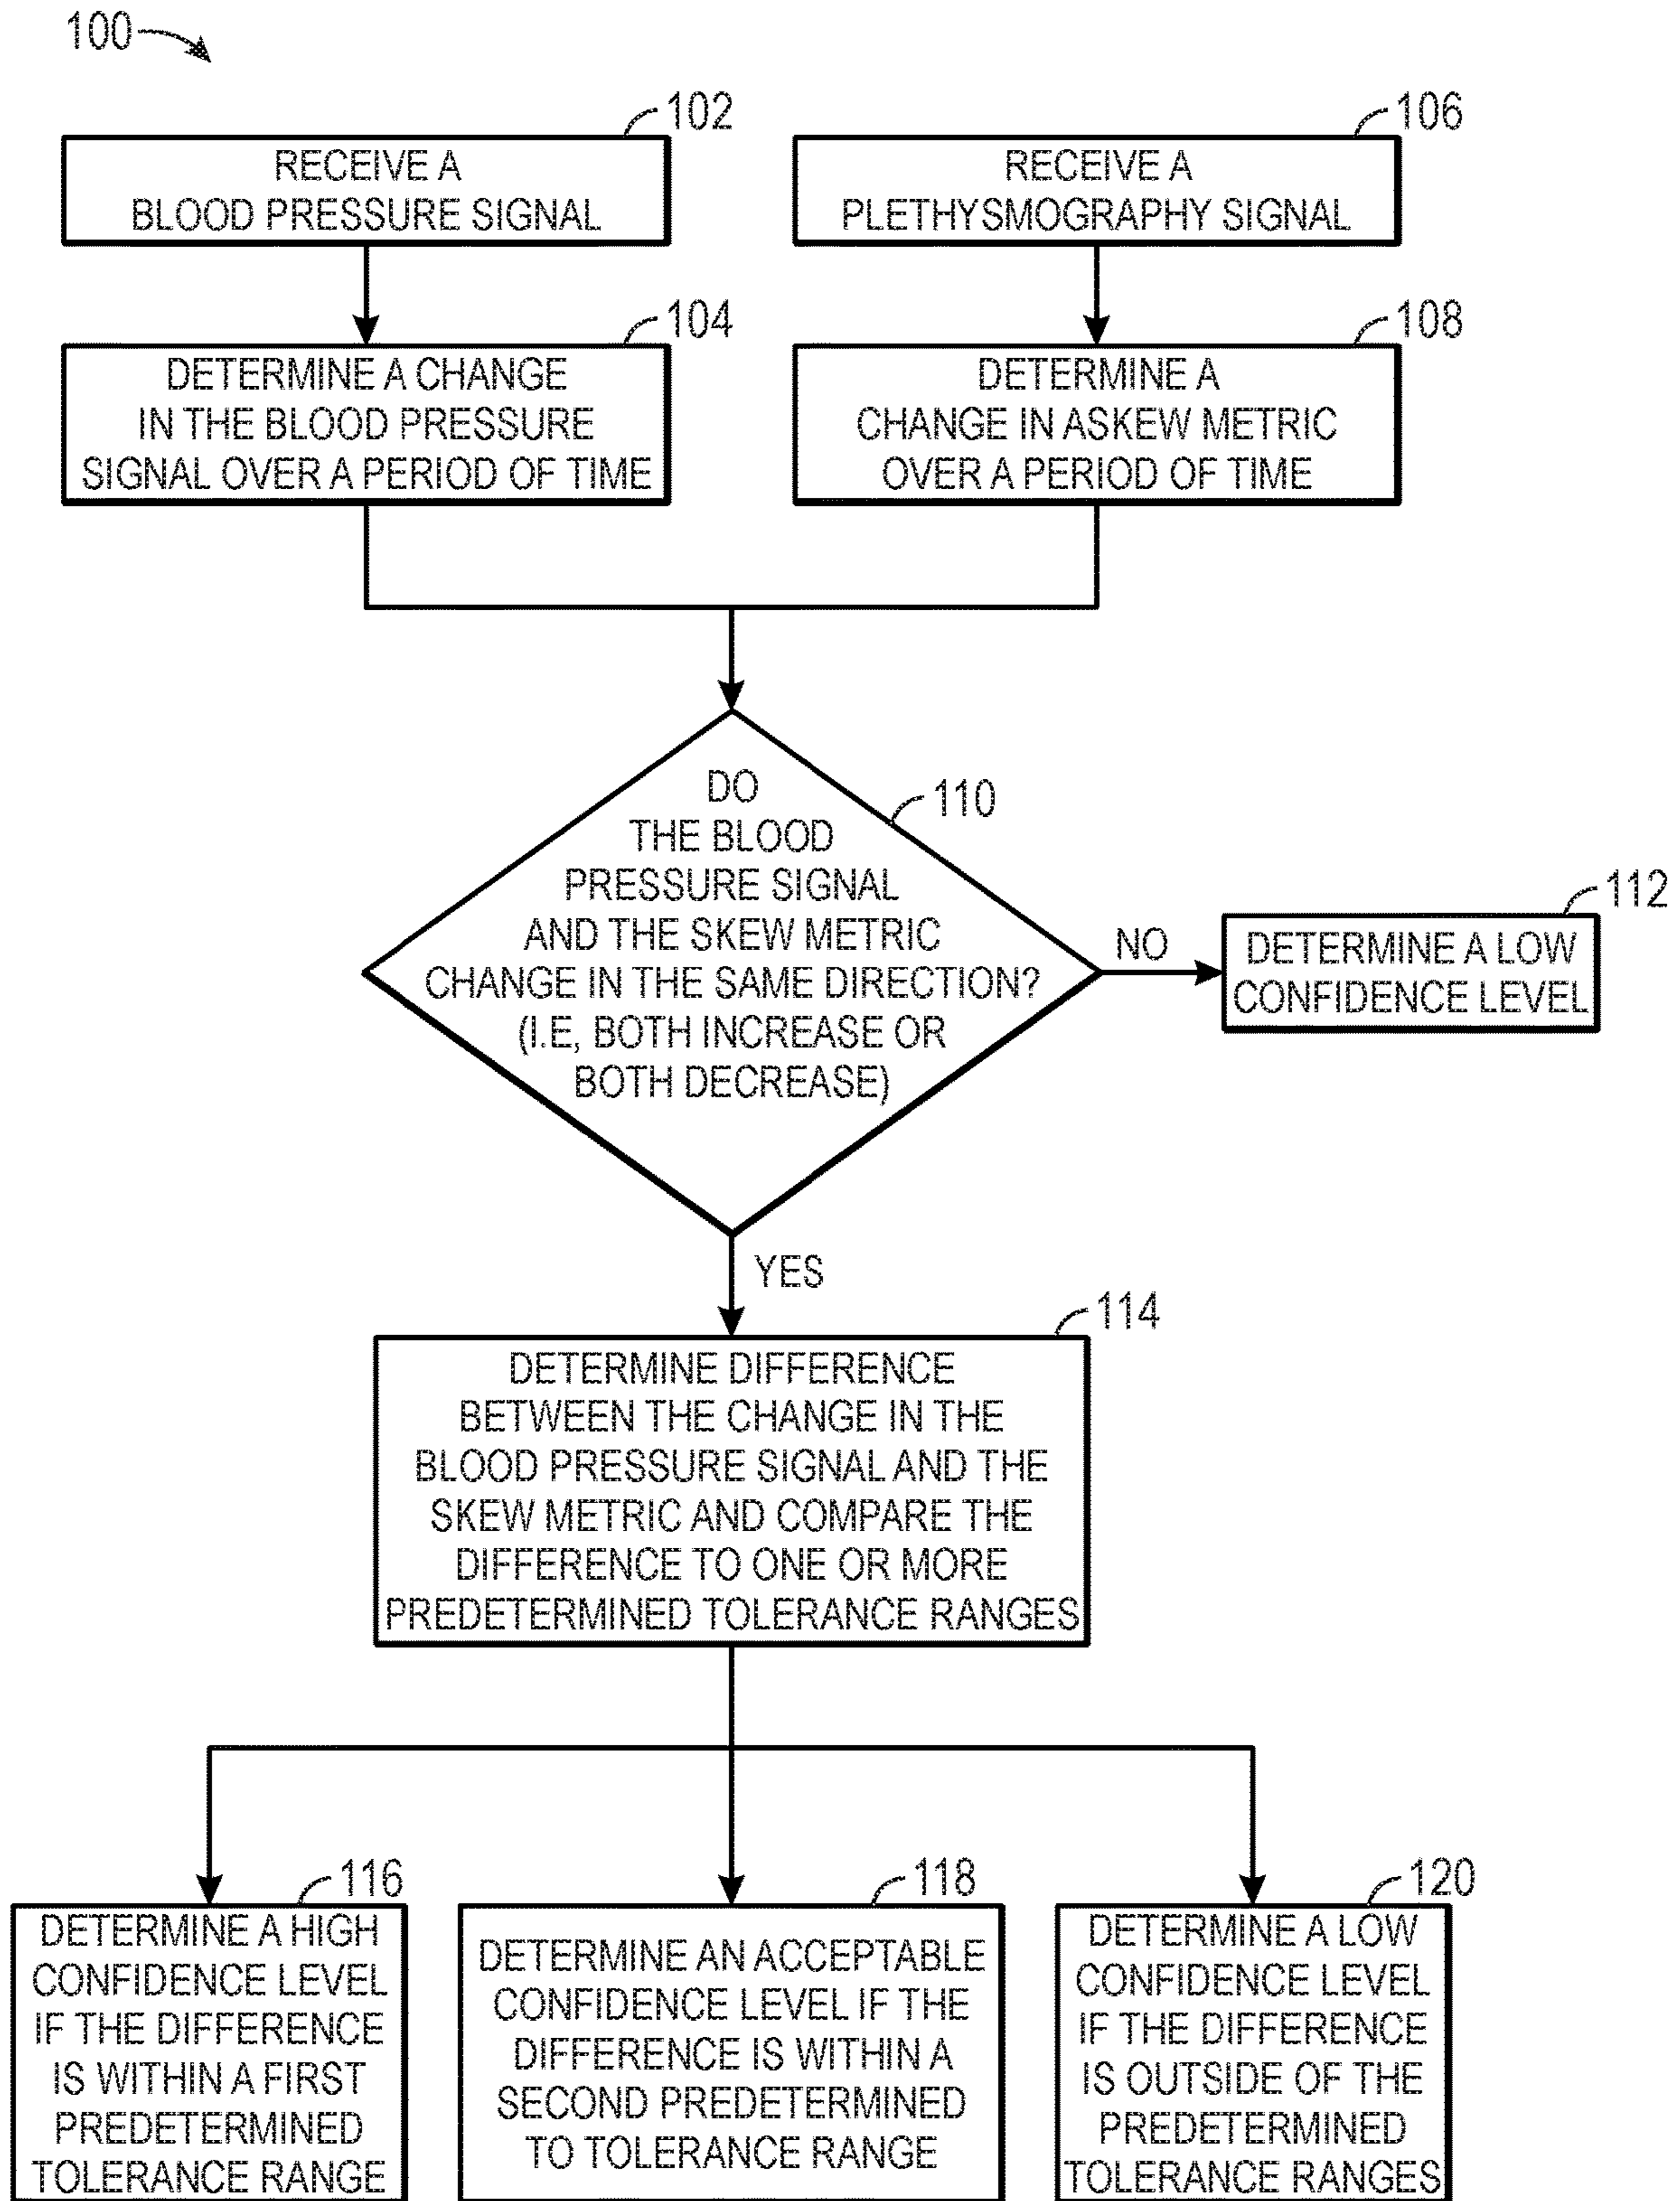 100
102
RECEIVE A
BLOOD PRESSURE SIGNAL
106
RECEIVE A
PLETHYSMOGRAPHY SIGNAL
104
DETERMINE A CHANGE
IN THE BLOOD PRESSURE
SIGNAL OVER A PERIOD OF TIME
108
DETERMINE A
CHANGE IN ASKEW METRIC
OVER A PERIOD OF TIME
110
DO
THE BLOOD
PRESSURE SIGNAL
AND THE SKEW METRIC
CHANGE IN THE SAME DIRECTION?
(I.E, BOTH INCREASE OR
BOTH DECREASE)
NO
112
DETERMINE A LOW
CONFIDENCE LEVEL
YES
114
DETERMINE DIFFERENCE
BETWEEN THE CHANGE IN THE
BLOOD PRESSURE SIGNAL AND THE
SKEW METRIC AND COMPARE THE
DIFFERENCE TO ONE OR MORE
PREDETERMINED TOLERANCE RANGES
116
DETERMINE A HIGH
CONFIDENCE LEVEL
IF THE DIFFERENCE
IS WITHIN A FIRST
PREDETERMINED
TOLERANCE RANGE
118
DETERMINE AN ACCEPTABLE
CONFIDENCE LEVEL IF THE
DIFFERENCE IS WITHIN A
SECOND PREDETERMINED
TO TOLERANCE RANGE
120
DETERMINE A LOW
CONFIDENCE LEVEL
IF THE DIFFERENCE
IS OUTSIDE OF THE
PREDETERMINED
TOLERANCE RANGES